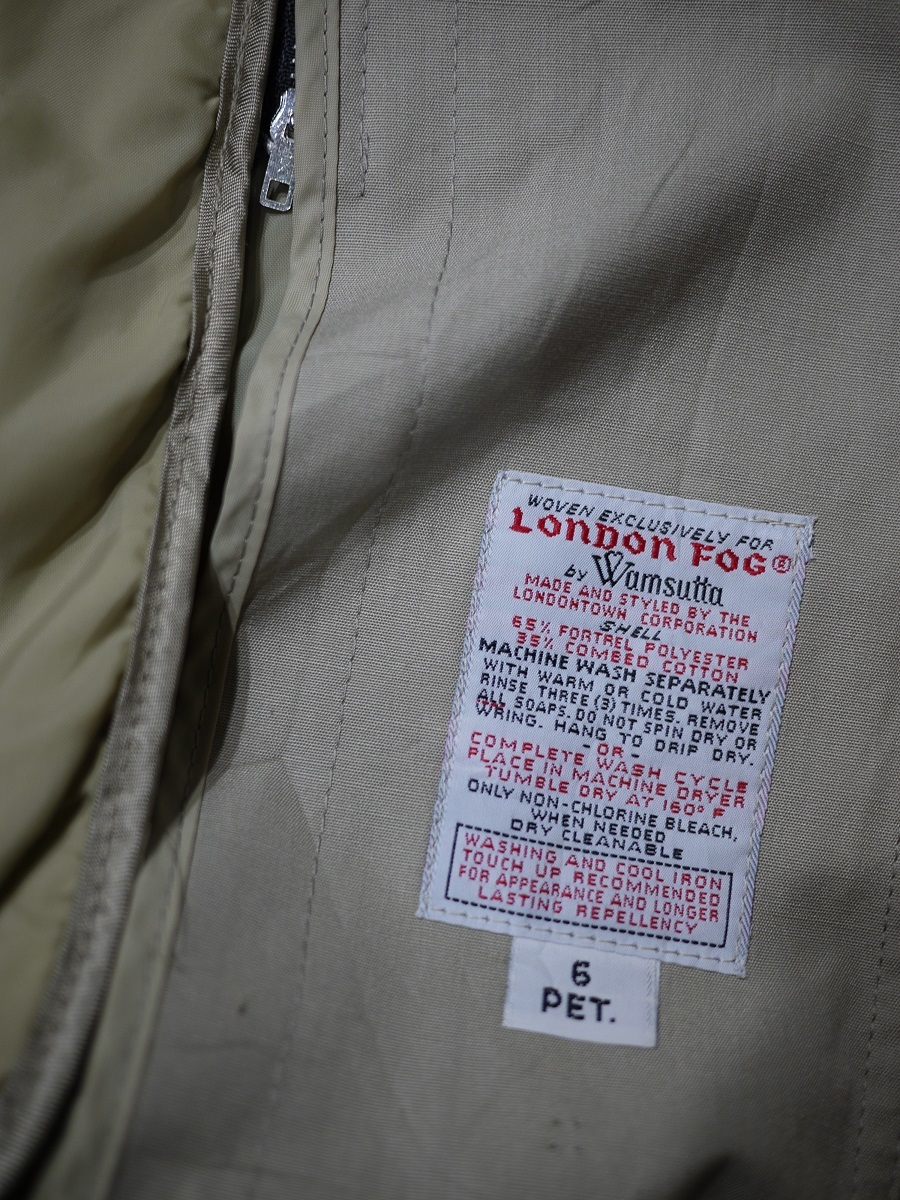 WOVEN EXCLUSIVELY FOR
LONDON FOG®
by Wamsutta
MADE AND STYLED BY THE
LONDONTOWN CORPORATION
SHELL
65% FORTREL POLYESTER
35% COMBED COTTON
MACHINE WASH SEPARATELY
WITH WARM OR COLD WATER
RINSE THREE (3) TIMES. REMOVE
ALL SOAPS. DO NOT SPIN DRY OR
WRING. HANG TO DRIP DRY.
- OR -
COMPLETE WASH CYCLE
PLACE IN MACHINE DRYER
TUMBLE DRY AT 160° F
ONLY NON-CHLORINE BLEACH,
WHEN NEEDED
DRY CLEANABLE
WASHING AND COOL IRON
TOUCH UP RECOMMENDED
FOR APPEARANCE AND LONGER
LASTING REPELLENCY
6
PET.